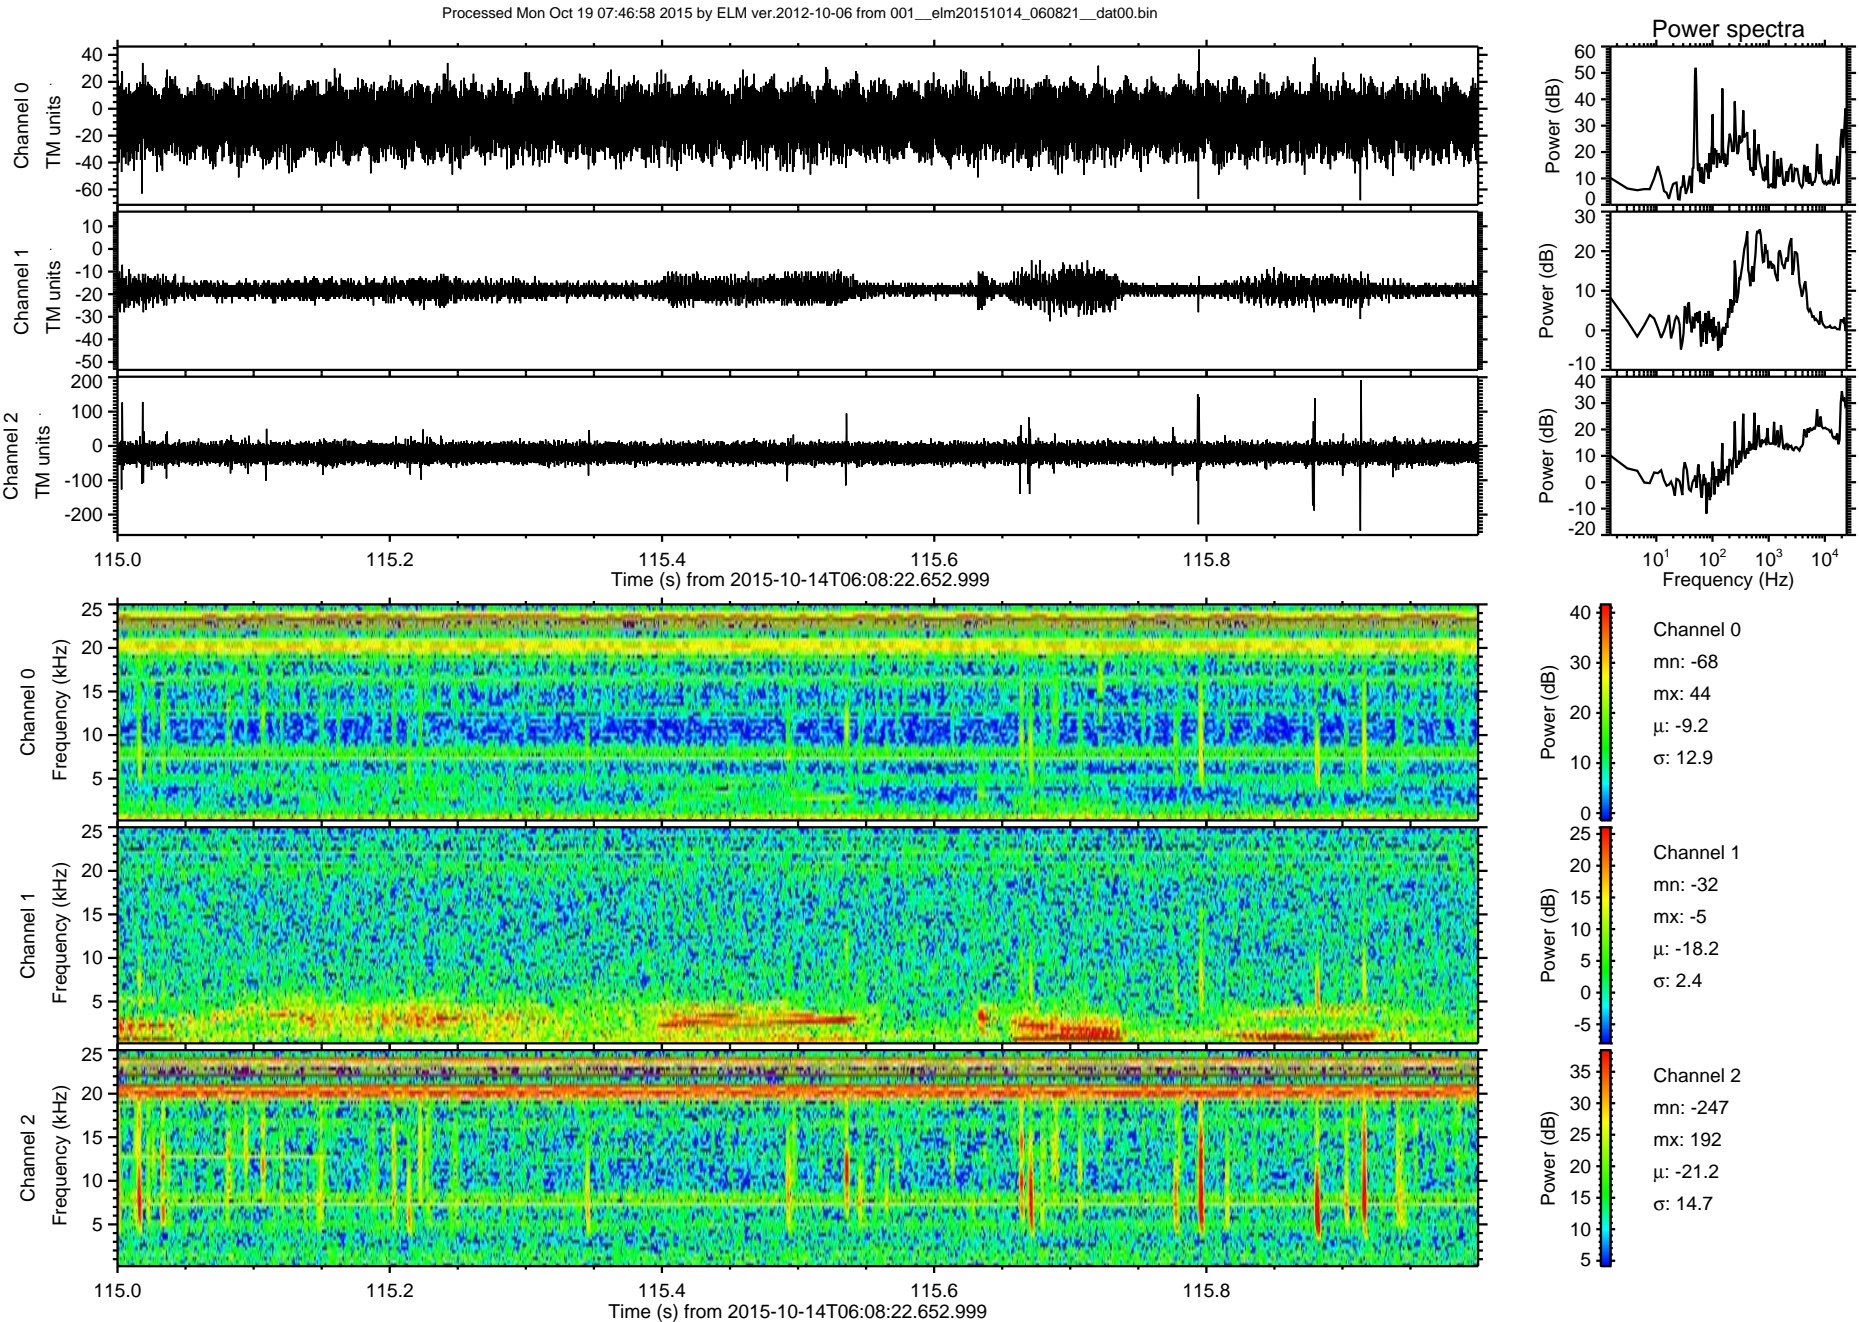 Processed Mon Oct 19 07:46:58 2015 by ELM ver.2012-10-06 from 001__elm20151014_060821__dat00.bin
Power spectra
Channel 0
TM units
40
20
0
-20
-40
-60
Power (dB)
60
50
40
30
20
10
0
Channel 1
TM units
10
0
-10
-20
-30
-40
-50
Power (dB)
30
20
10
0
-10
Channel 2
TM units
200
100
0
-100
-200
Power (dB)
40
30
20
10
0
-10
-20
115.0 115.2 115.4 115.6 115.8
Time (s) from 2015-10-14T06:08:22.652.999
10¹ 10² 10³ 10⁴
Frequency (Hz)
Channel 0
Frequency (kHz)
25
20
15
10
5
Power (dB)
40
30
20
10
0
Channel 0
mn: -68
mx: 44
μ: -9.2
σ: 12.9
Channel 1
Frequency (kHz)
25
20
15
10
5
Power (dB)
25
20
15
10
5
0
-5
Channel 1
mn: -32
mx: -5
μ: -18.2
σ: 2.4
Channel 2
Frequency (kHz)
25
20
15
10
5
Power (dB)
35
30
25
20
15
10
5
Channel 2
mn: -247
mx: 192
μ: -21.2
σ: 14.7
115.0 115.2 115.4 115.6 115.8
Time (s) from 2015-10-14T06:08:22.652.999